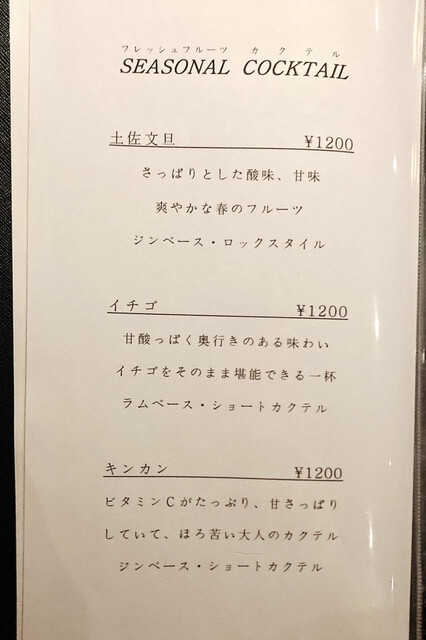 フレッシュフルーツ カクテル
SEASONAL COCKTAIL
土佐文旦 ¥1200
さっぱりとした酸味、甘味
爽やかな春のフルーツ
ジンベース・ロックスタイル
イチゴ ¥1200
甘酸っぱく奥行きのある味わい
イチゴをそのまま堪能できる一杯
ラムベース・ショートカクテル
キンカン ¥1200
ビタミンCがたっぷり、甘さっぱり
していて、ほろ苦い大人のカクテル
ジンベース・ショートカクテル